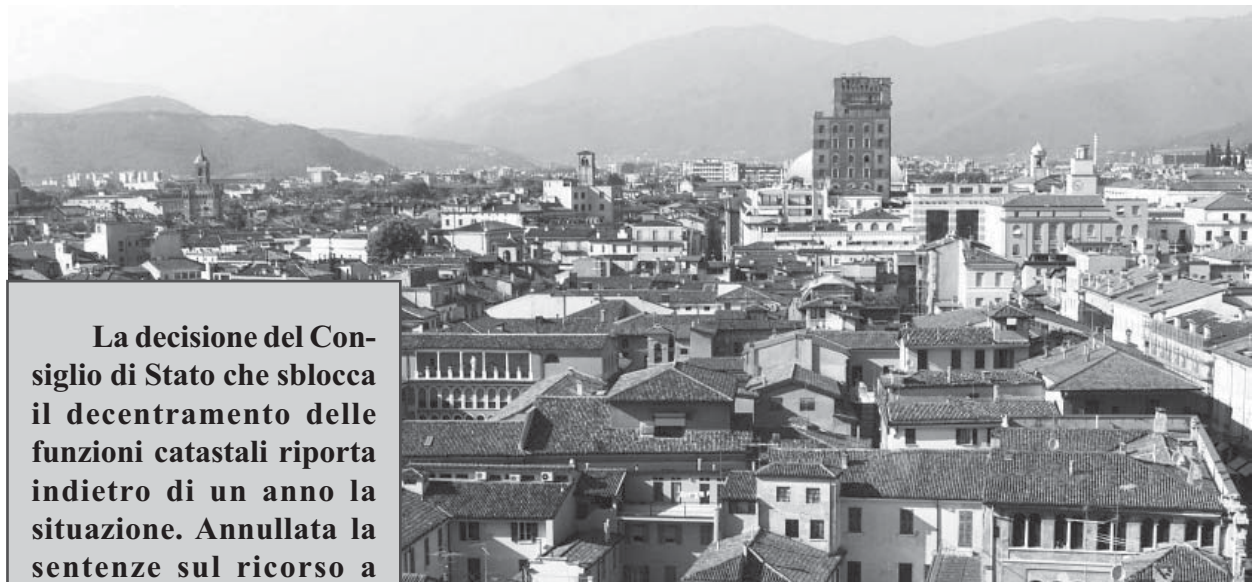 La decisione del Con-
siglio di Stato che sblocca
il decentramento delle
funzioni catastali riporta
indietro di un anno la
situazione. Annullata la
sentenze sul ricorso a